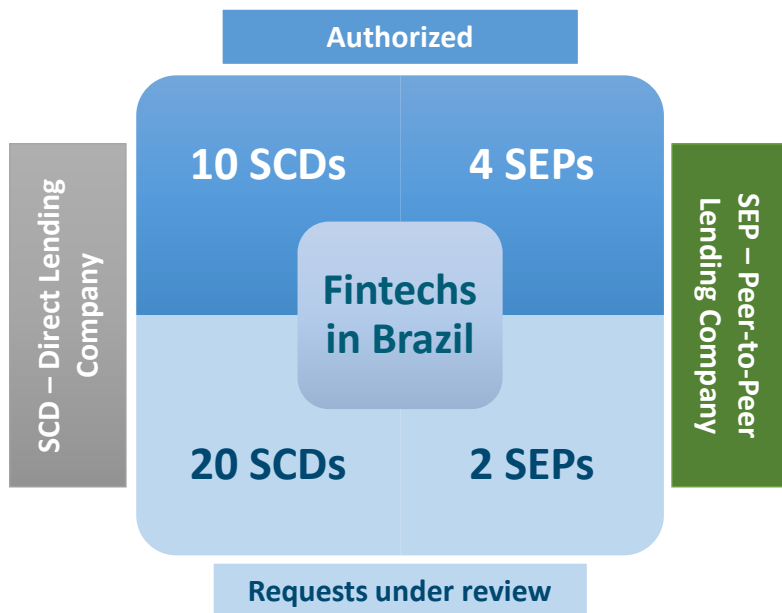 Authorized
10 SCDs
4 SEPs
SCD – Direct Lending
Company
Fintechs
in Brazil
SEP – Peer-to-Peer
Lending Company
20 SCDs
2 SEPs
Requests under review